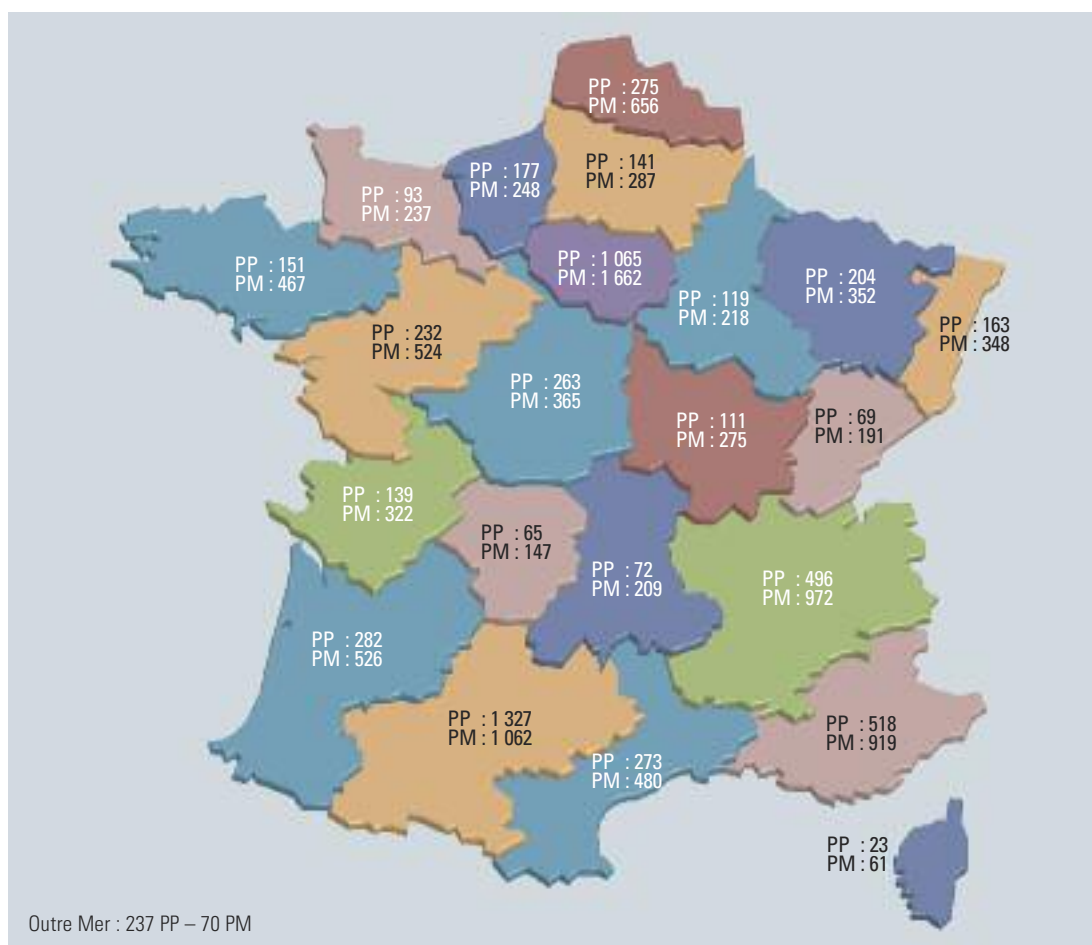 PP : 275
PM : 656
PP : 141
PM : 287
PP : 177
PM : 248
PP : 93
PM : 237
PP : 151
PM : 467
PP : 1 065
PM : 1 662
PP : 119
PM : 218
PP : 204
PM : 352
PP : 163
PM : 348
PP : 232
PM : 524
PP : 263
PM : 365
PP : 111
PM : 275
PP : 69
PM : 191
PP : 139
PM : 322
PP : 65
PM : 147
PP : 72
PM : 209
PP : 496
PM : 972
PP : 282
PM : 526
PP : 1 327
PM : 1 062
PP : 273
PM : 480
PP : 518
PM : 919
PP : 23
PM : 61
Outre Mer : 237 PP – 70 PM